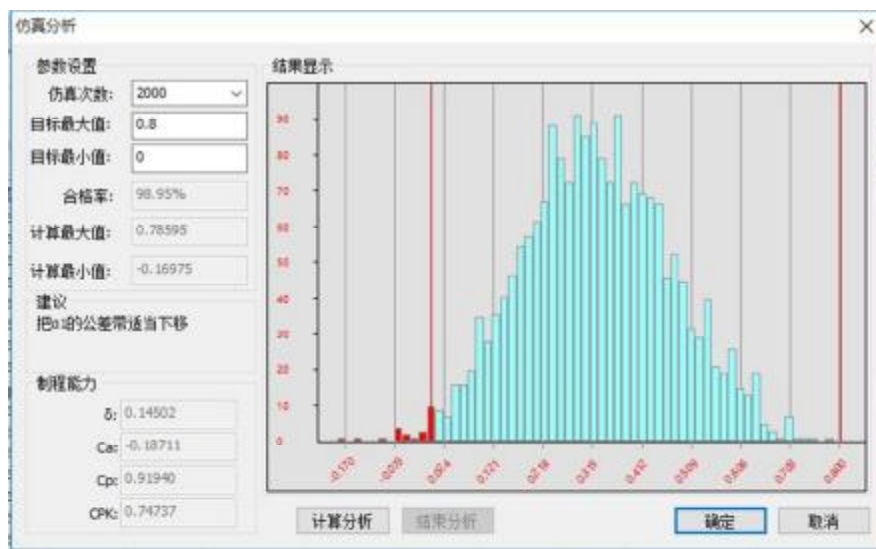 仿真分析
参数设置
仿真次数: 2000
目标最大值: 0.8
目标最小值: 0
合格率: 98.95%
计算最大值: 0.78595
计算最小值: -0.16975
建议
的公差带适当下移
制程能力
δ: 0.14502
Ca: -0.18711
Cp: 0.91940
CPK: 0.74737
结果显示
90
80
70
60
50
40
30
20
10
0
-0.170
0.024
0.121
0.218
0.315
0.412
0.509
0.606
0.703
0.800
计算分析
结束分析
确定
取消